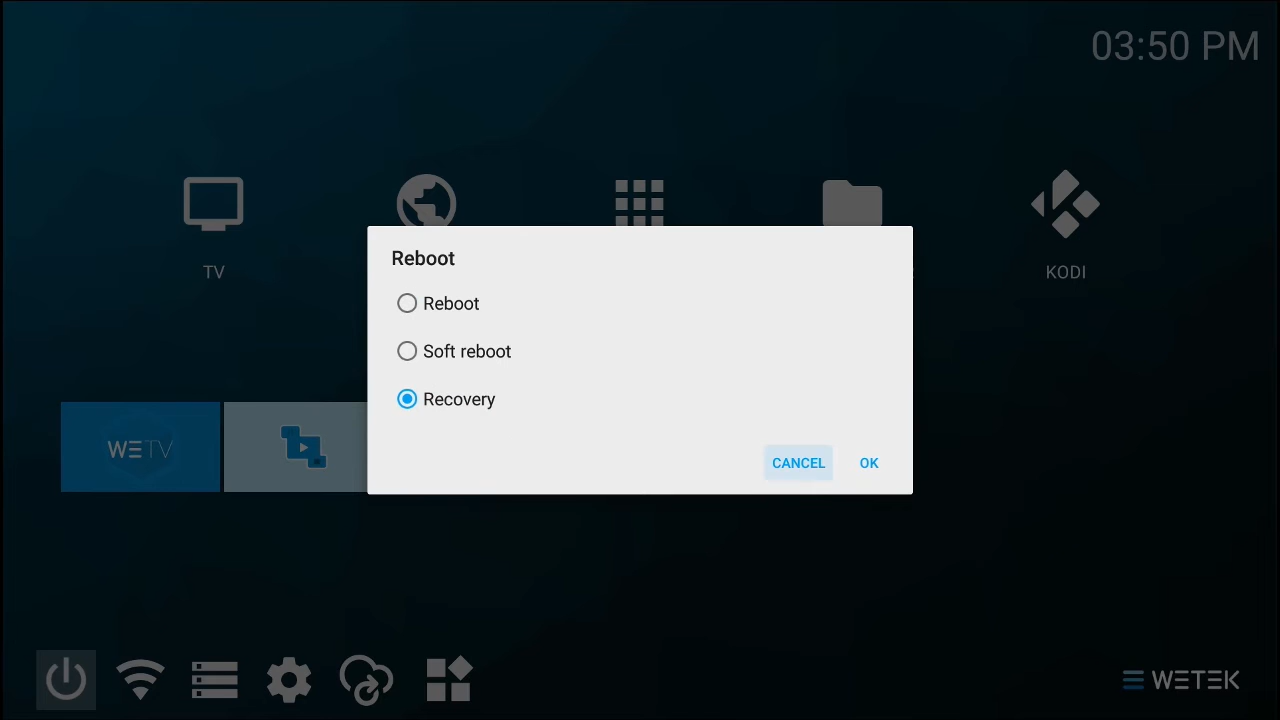 03:50 PM
TV
KODI
Reboot
Reboot
Soft reboot
Recovery
WETV
CANCEL
OK
WETEK